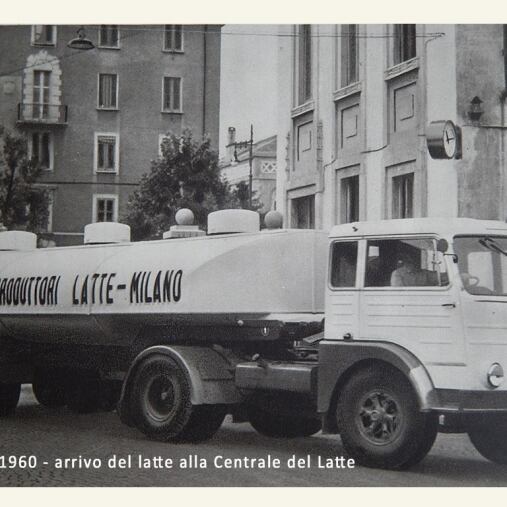 RODUTTORI LATTE-MILANO
1960 - arrivo del latte alla Centrale del Latte